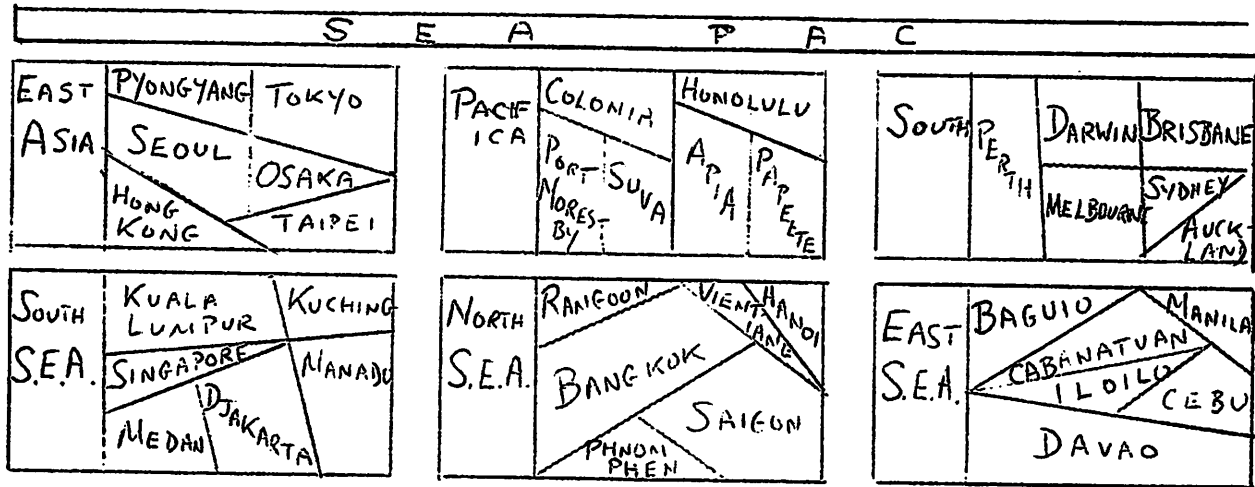 SEA PAC
EAST ASIA
PYONGYANG
TOKYO
SEOUL
OSAKA
HONG KONG
TAIPEI
PACIFICA
COLONIA
HONOLULU
PORT MORESBY
SUVA
APIA
PAPEETE
SOUTH
PERTH
DARWIN
BRISBANE
MELBOURNE
SYDNEY
AUCKLAND
SOUTH S.E.A.
KUALA LUMPUR
KUCHING
SINGAPORE
MANADO
MEDAN
DJAKARTA
NORTH S.E.A.
RANGOON
VIENTIANE
HANOI
BANGKOK
SAIGON
PHNOM PHEN
EAST S.E.A.
BAGUIO
MANILA
CABANATUAN
ILOILO
CEBU
DAVAO